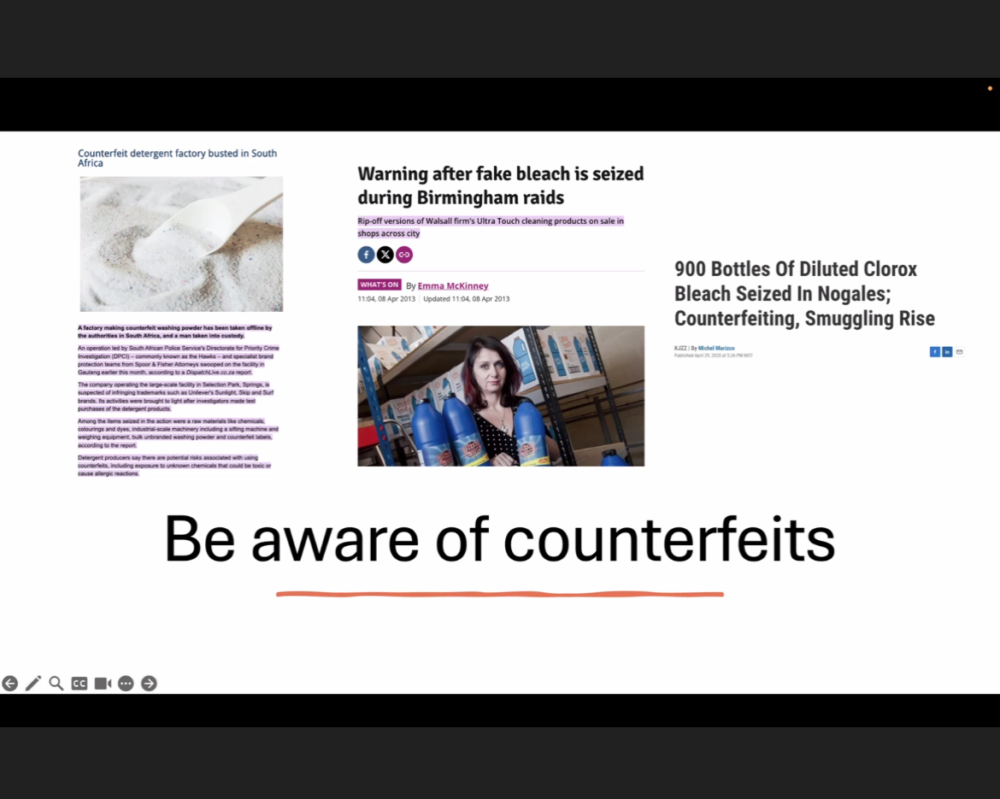 Counterfeit detergent factory busted in South
Africa
A factory making counterfeit washing powder has been taken offline by
the authorities in South Africa, and a man taken into custody.
An operation led by South African Police Service's Directorate for Priority Crime
Investigation (DPCI) – commonly known as the Hawks – and specialist brand
protection teams from Spoor & Fisher Attorneys swooped on the facility in
Gauteng earlier this month, according to a DispatchLive.co.za report.
The company operating the large-scale facility in Selection Park, Springs, is
suspected of infringing trademarks such as Unilever's Sunlight, Skip and Surf
brands. Its activities were brought to light after investigators made test
purchases of the detergent products.
Among the items seized in the action were a raw materials like chemicals,
colourings and dyes, industrial-scale machinery including a sifting machine and
weighing equipment, bulk unbranded washing powder and counterfeit labels,
according to the report.
Detergent producers say there are potential risks associated with using
counterfeits, including exposure to unknown chemicals that could be toxic or
cause allergic reactions.
Warning after fake bleach is seized
during Birmingham raids
Rip-off versions of Walsall firm's Ultra Touch cleaning products on sale in
shops across city
WHAT'S ON By Emma McKinney
11:04, 08 Apr 2013 | Updated 11:04, 08 Apr 2013
900 Bottles Of Diluted Clorox
Bleach Seized In Nogales;
Counterfeiting, Smuggling Rise
KJZZ | By Michel Marizco
Published April 29, 2020 at 5:26 PM MST
Be aware of counterfeits
CC